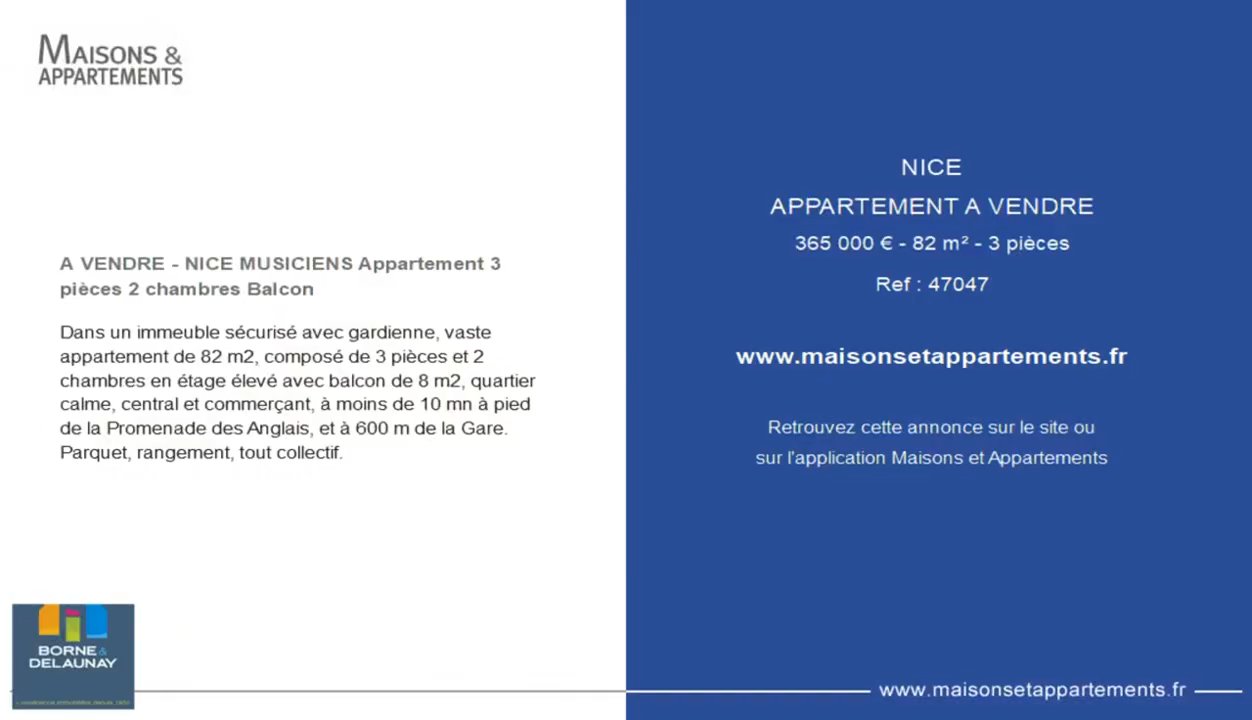 MAISONS &
APPARTEMENTS
A VENDRE - NICE MUSICIENS Appartement 3
pièces 2 chambres Balcon
Dans un immeuble sécurisé avec gardienne, vaste
appartement de 82 m2, composé de 3 pièces et 2
chambres en étage élevé avec balcon de 8 m2, quartier
calme, central et commerçant, à moins de 10 mn à pied
de la Promenade des Anglais, et à 600 m de la Gare.
Parquet, rangement, tout collectif.
BORNE &
DELAUNAY
NICE
APPARTEMENT A VENDRE
365 000 € - 82 m² - 3 pièces
Ref : 47047
www.maisonsetappartements.fr
Retrouvez cette annonce sur le site ou
sur l'application Maisons et Appartements
www.maisonsetappartements.fr